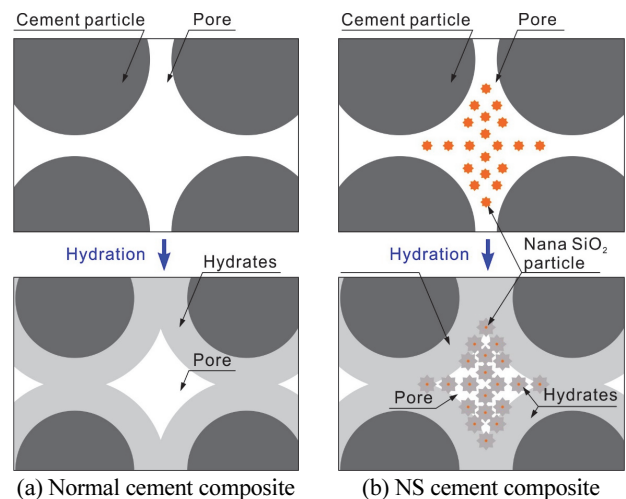 Cement particle
Pore
Cement particle
Pore
Hydration
Hydrates
Hydration
Nana SiO₂
particle
Pore
Pore
Hydrates
(a) Normal cement composite
(b) NS cement composite